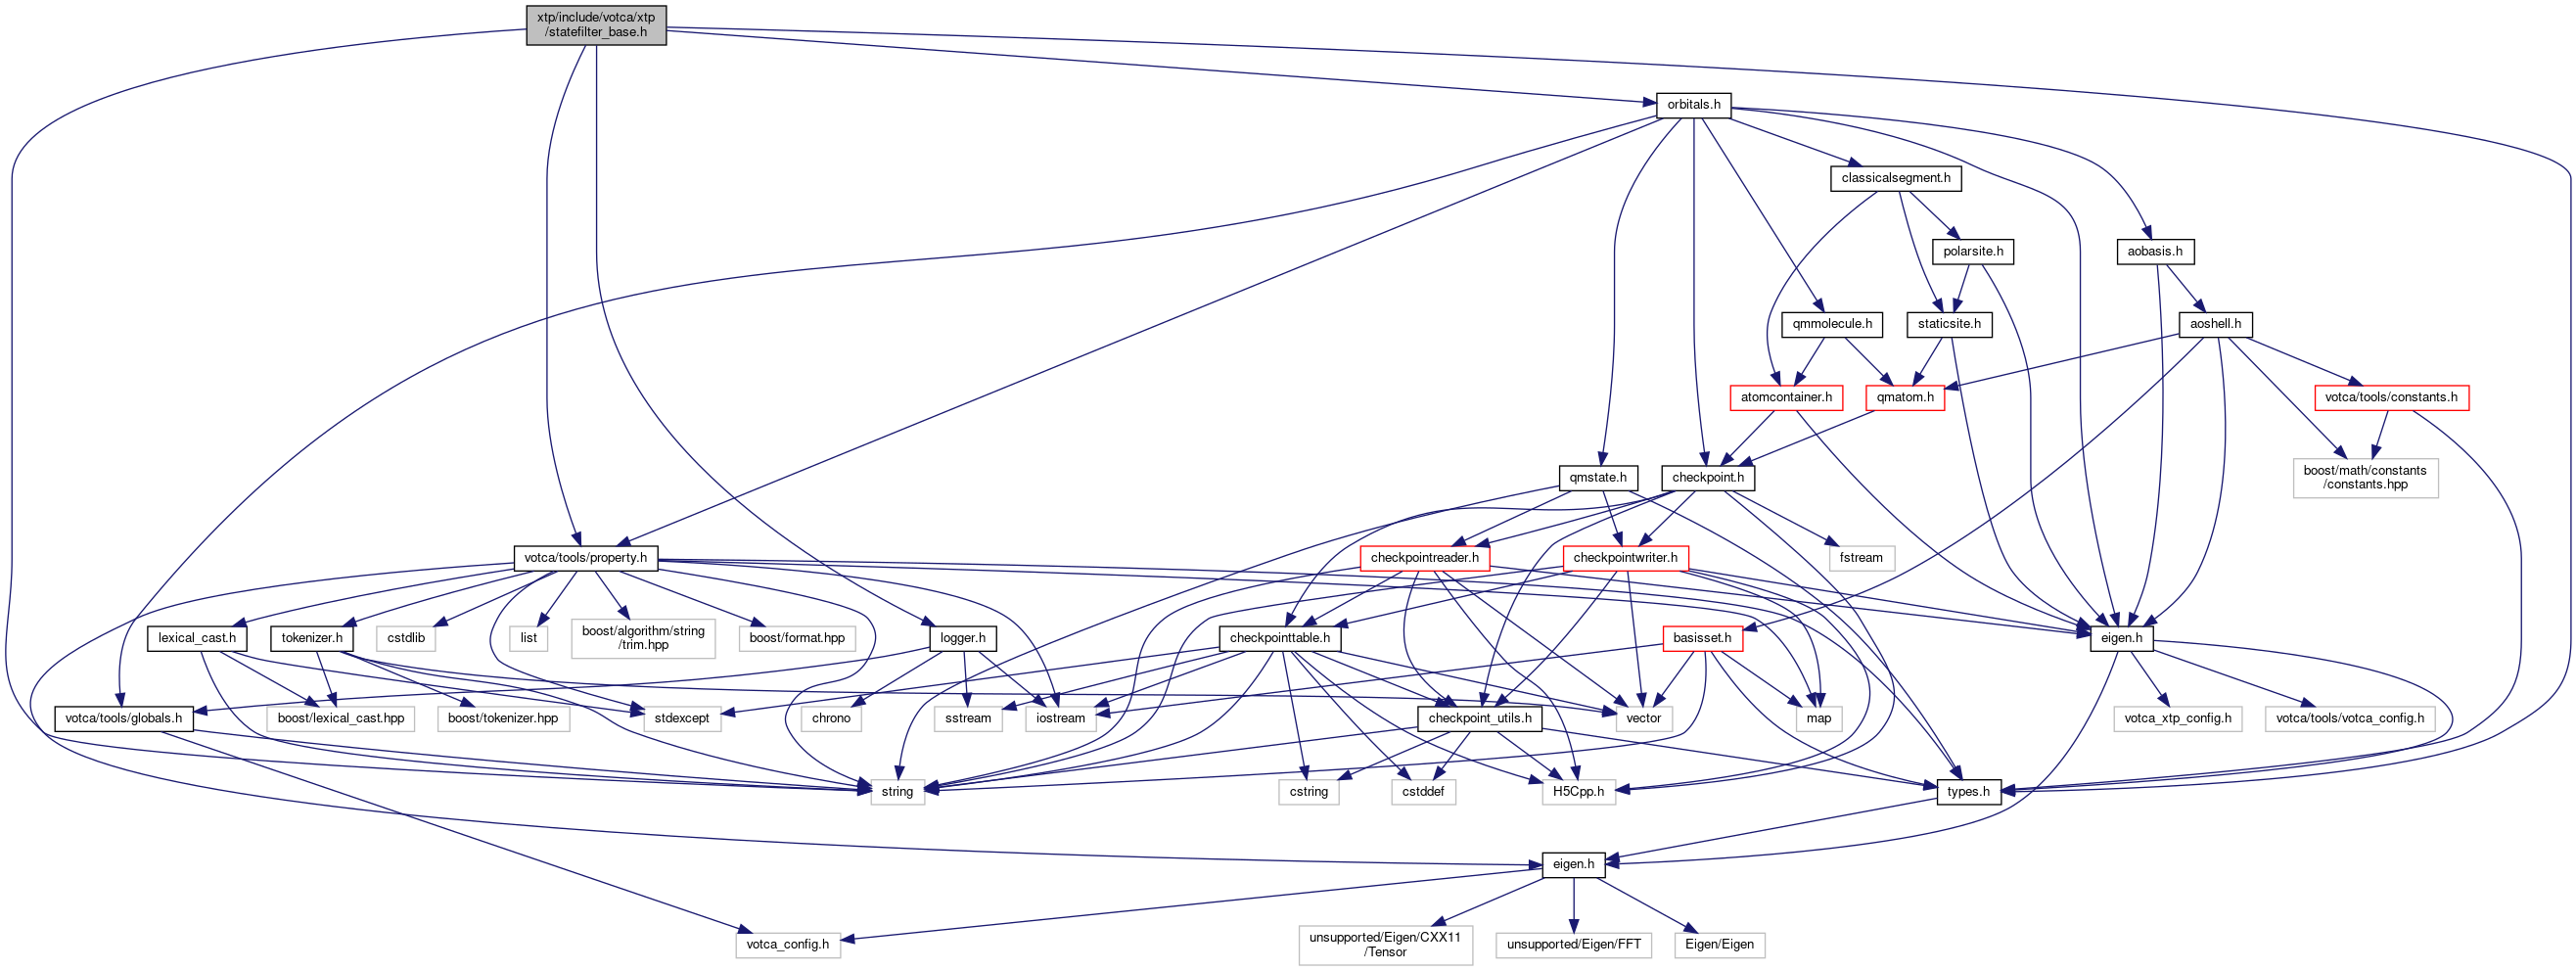 xtp/include/votca/xtp
/statefilter_base.h
orbitals.h
classicalsegment.h
polarsite.h
aobasis.h
qmmolecule.h
staticsite.h
aoshell.h
atomcontainer.h
qmatom.h
votca/tools/constants.h
qmstate.h
checkpoint.h
boost/math/constants
/constants.hpp
votca/tools/property.h
checkpointreader.h
checkpointwriter.h
fstream
lexical_cast.h
tokenizer.h
cstdlib
list
boost/algorithm/string
/trim.hpp
boost/format.hpp
logger.h
checkpointtable.h
basisset.h
eigen.h
votca/tools/globals.h
boost/lexical_cast.hpp
boost/tokenizer.hpp
stdexcept
chrono
sstream
iostream
checkpoint_utils.h
vector
map
votca_xtp_config.h
votca/tools/votca_config.h
string
cstring
cstddef
H5Cpp.h
types.h
eigen.h
votca_config.h
unsupported/Eigen/CXX11
/Tensor
unsupported/Eigen/FFT
Eigen/Eigen